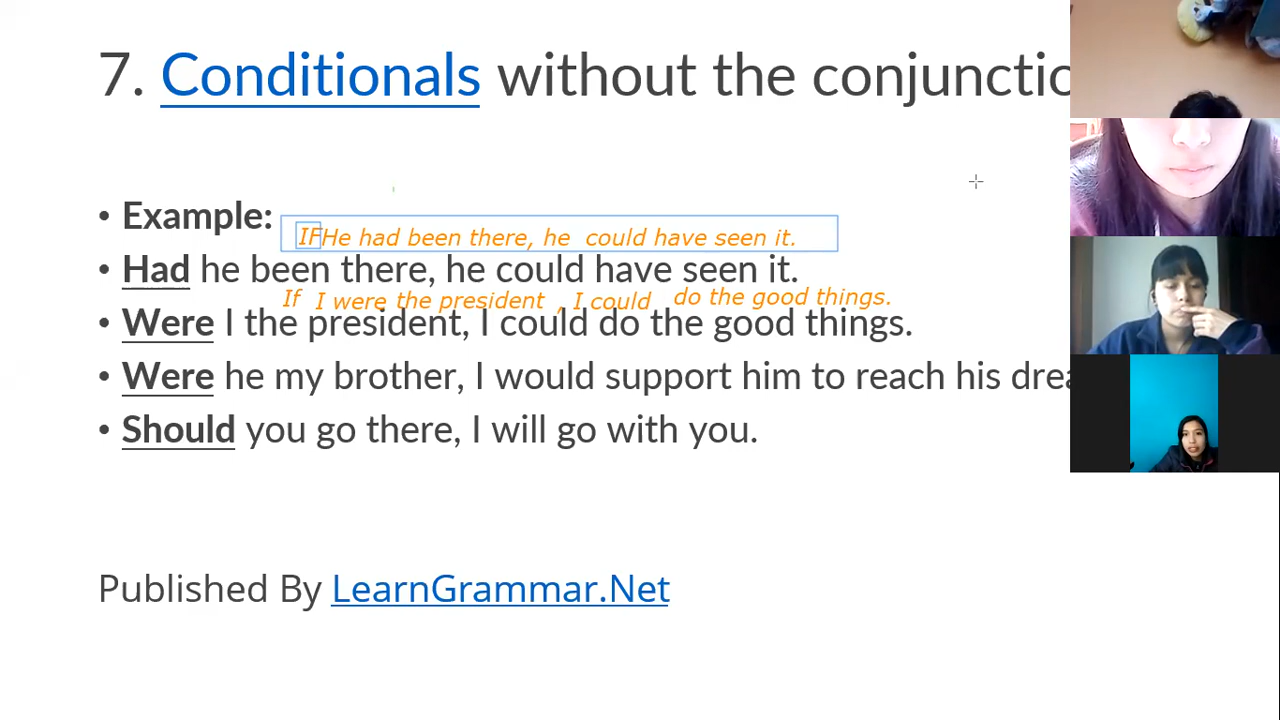 7. Conditionals without the conjunctio
• Example:
IFHe had been there, he could have seen it.
• Had he been there, he could have seen it.
If I were the president , I could do the good things.
• Were I the president, I could do the good things.
• Were he my brother, I would support him to reach his drea
• Should you go there, I will go with you.
Published By LearnGrammar.Net